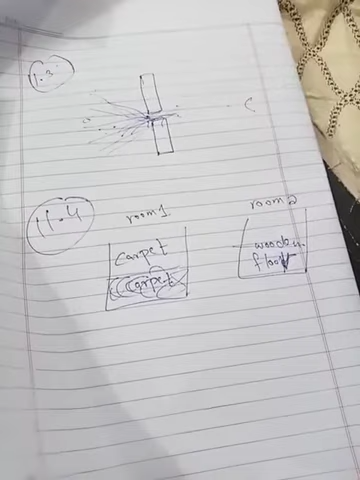 1.3
11.4
room 1
room 2
carpet
carpet
wooden
floor